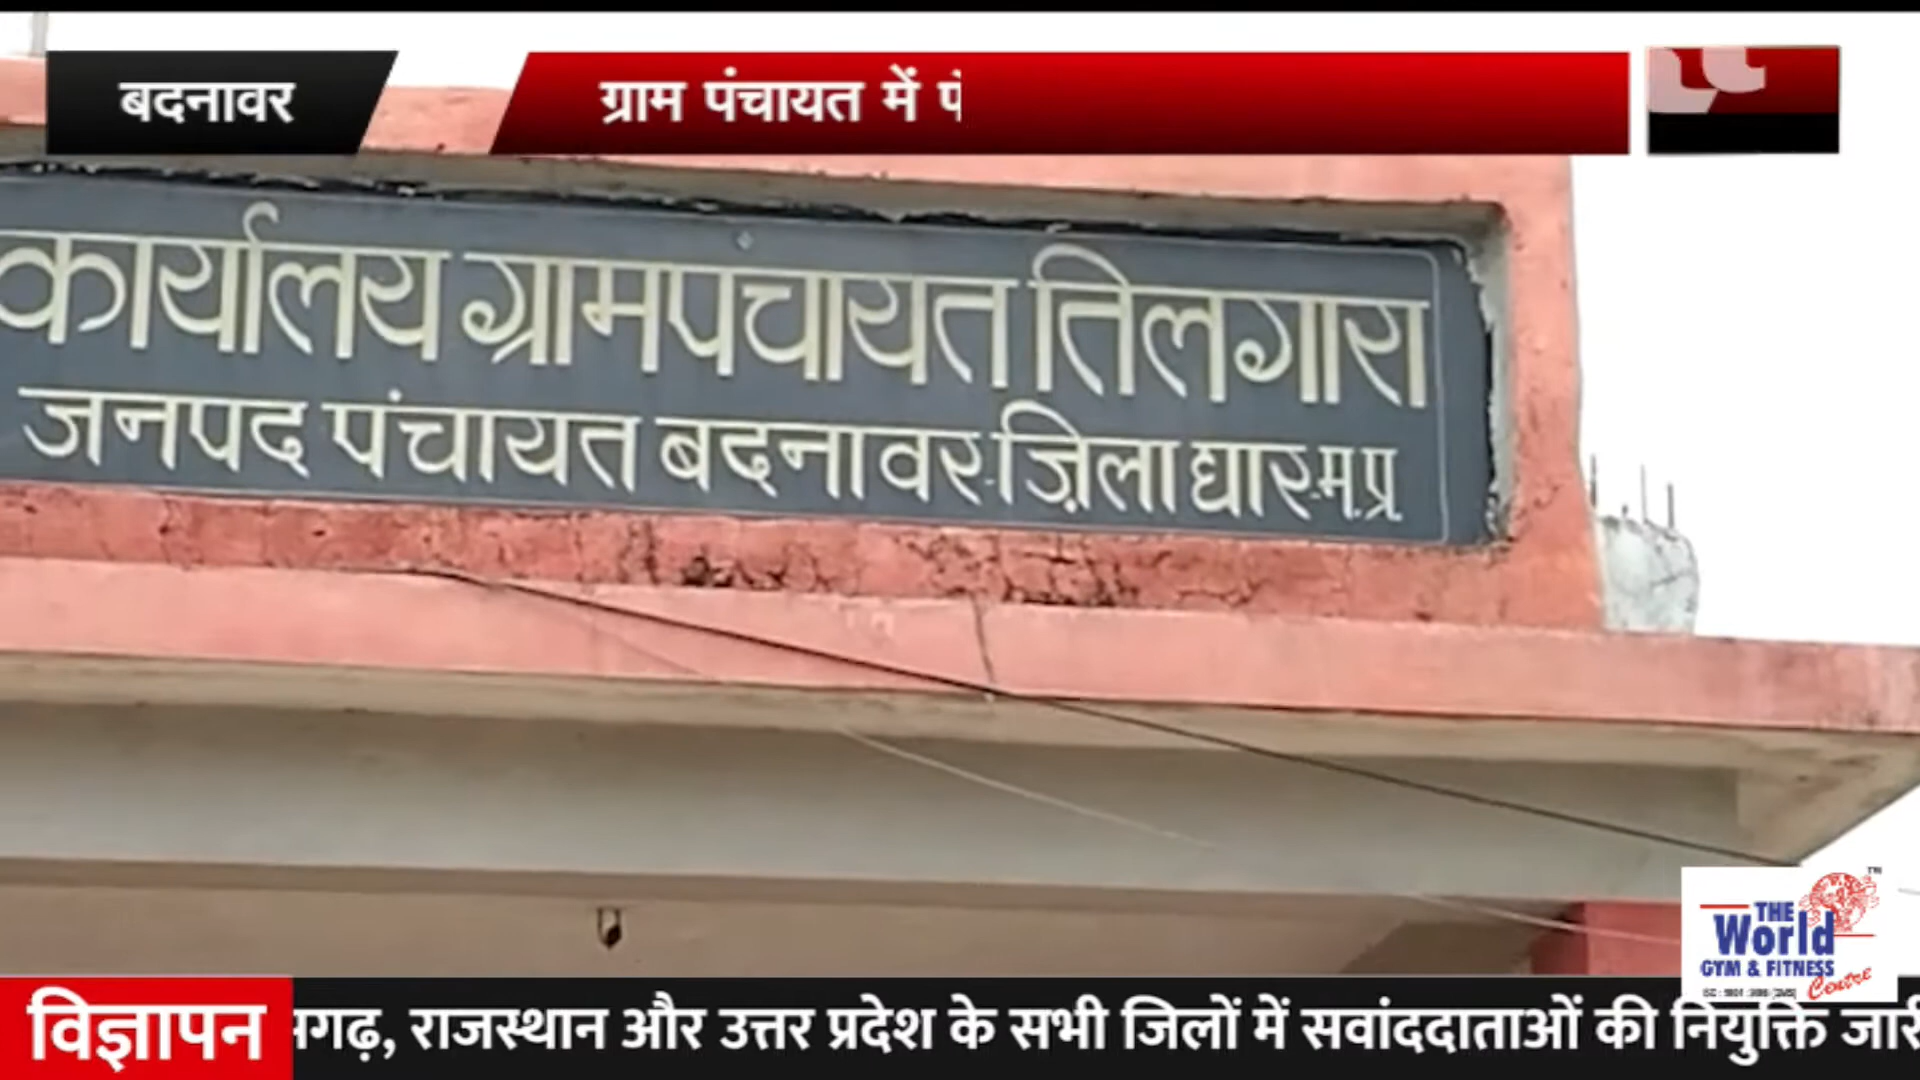 बदनावर
ग्राम पंचायत में
कार्यालय ग्रामपंचायत तिलगारा
जनपद पंचायत बदनावर-ज़िला धार-म.प्र
THE
World
GYM & FITNESS
Centre
विज्ञापन
राजस्थान और उत्तर प्रदेश के सभी जिलों में सवांददाताओं की नियुक्ति जारी